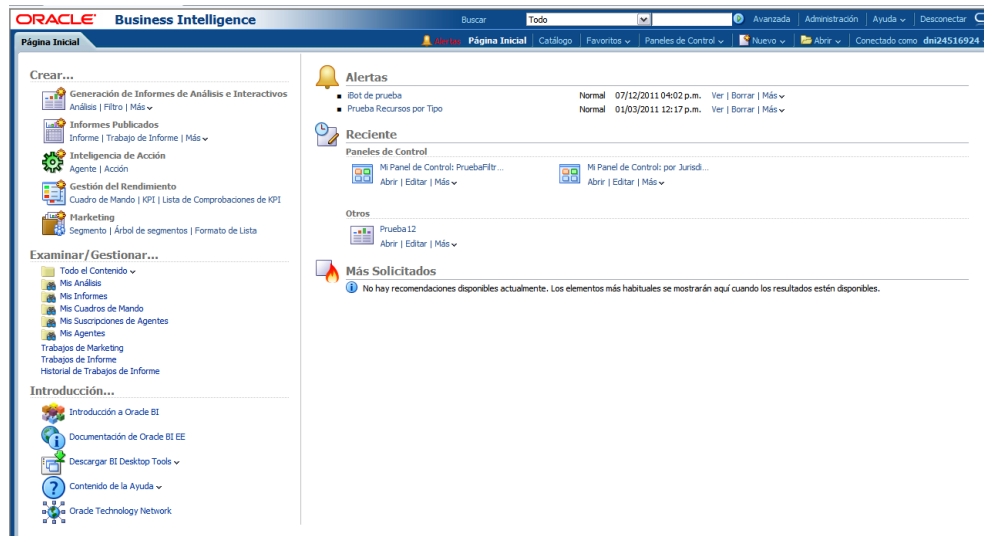 ORACLE Business Intelligence
Buscar Todo Avanzada Administración Ayuda Desconectar
Página Inicial
Alertas Página Inicial Catálogo Favoritos Paneles de Control Nuevo Abrir Conectado como dni24516924
Crear...
Generación de Informes de Análisis e Interactivos
Análisis | Filtro | Más
Informes Publicados
Informe | Trabajo de Informe | Más
Inteligencia de Acción
Agente | Acción
Gestión del Rendimiento
Cuadro de Mando | KPI | Lista de Comprobaciones de KPI
Marketing
Segmento | Árbol de segmentos | Formato de Lista
Examinar/Gestionar...
Todo el Contenido
Mis Análisis
Mis Informes
Mis Cuadros de Mando
Mis Suscripciones de Agentes
Mis Agentes
Trabajos de Marketing
Trabajos de Informe
Historial de Trabajos de Informe
Introducción...
Introducción a Oracle BI
Documentación de Oracle BI EE
Descargar BI Desktop Tools
Contenido de la Ayuda
Oracle Technology Network
Alertas
iBot de prueba Normal 07/12/2011 04:02 p.m. Ver | Borrar | Más
Prueba Recursos por Tipo Normal 01/03/2011 12:17 p.m. Ver | Borrar | Más
Reciente
Paneles de Control
Mi Panel de Control: PruebaFiltr...
Abrir | Editar | Más
Mi Panel de Control: por Jurisdi...
Abrir | Editar | Más
Otros
Prueba12
Abrir | Editar | Más
Más Solicitados
No hay recomendaciones disponibles actualmente. Los elementos más habituales se mostrarán aquí cuando los resultados estén disponibles.